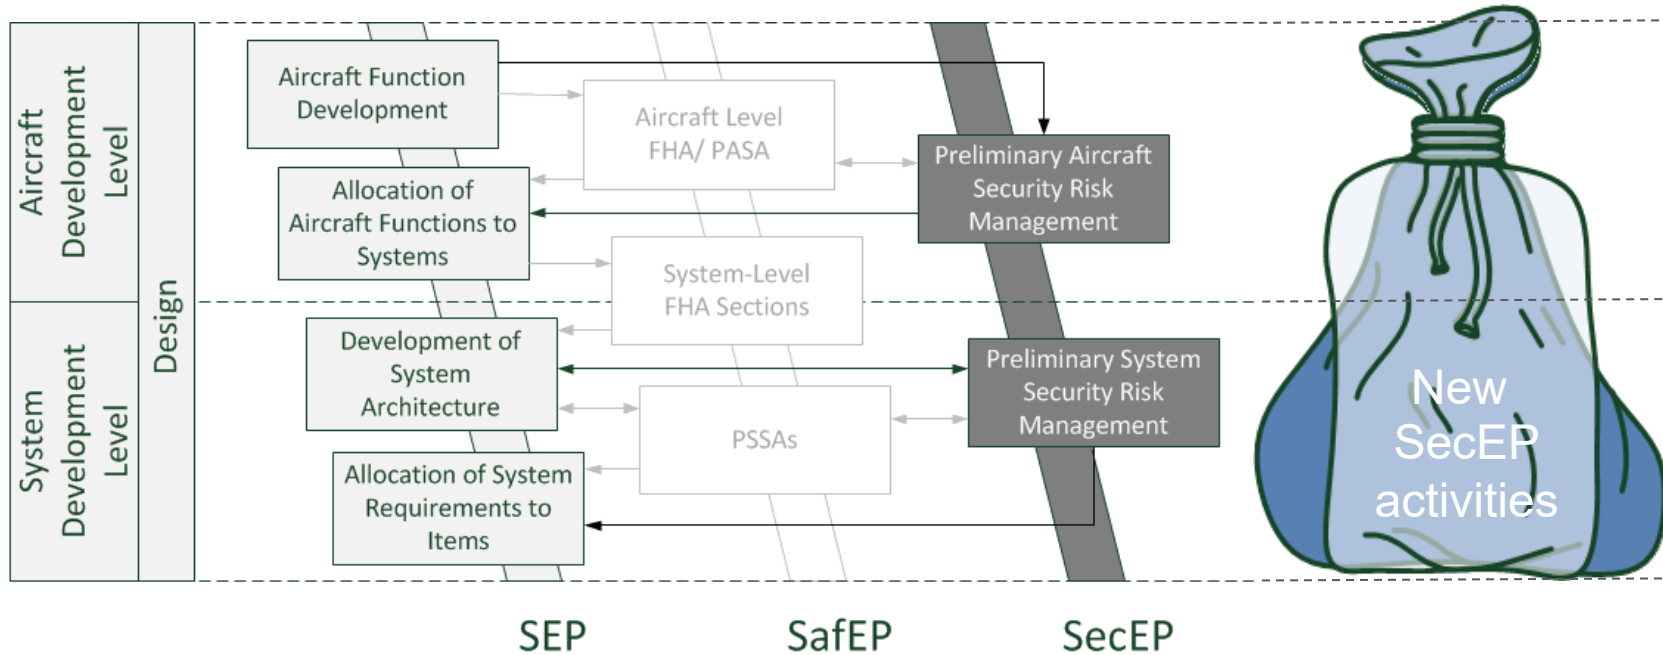 Aircraft
Development
Level
System
Development
Level
Design
Aircraft Function
Development
Aircraft Level
FHA/ PASA
Preliminary Aircraft
Security Risk
Management
Allocation of
Aircraft Functions to
Systems
System-Level
FHA Sections
Development of
System
Architecture
Preliminary System
Security Risk
Management
PSSAs
Allocation of System
Requirements to
Items
New
SecEP
activities
SEP
SafEP
SecEP